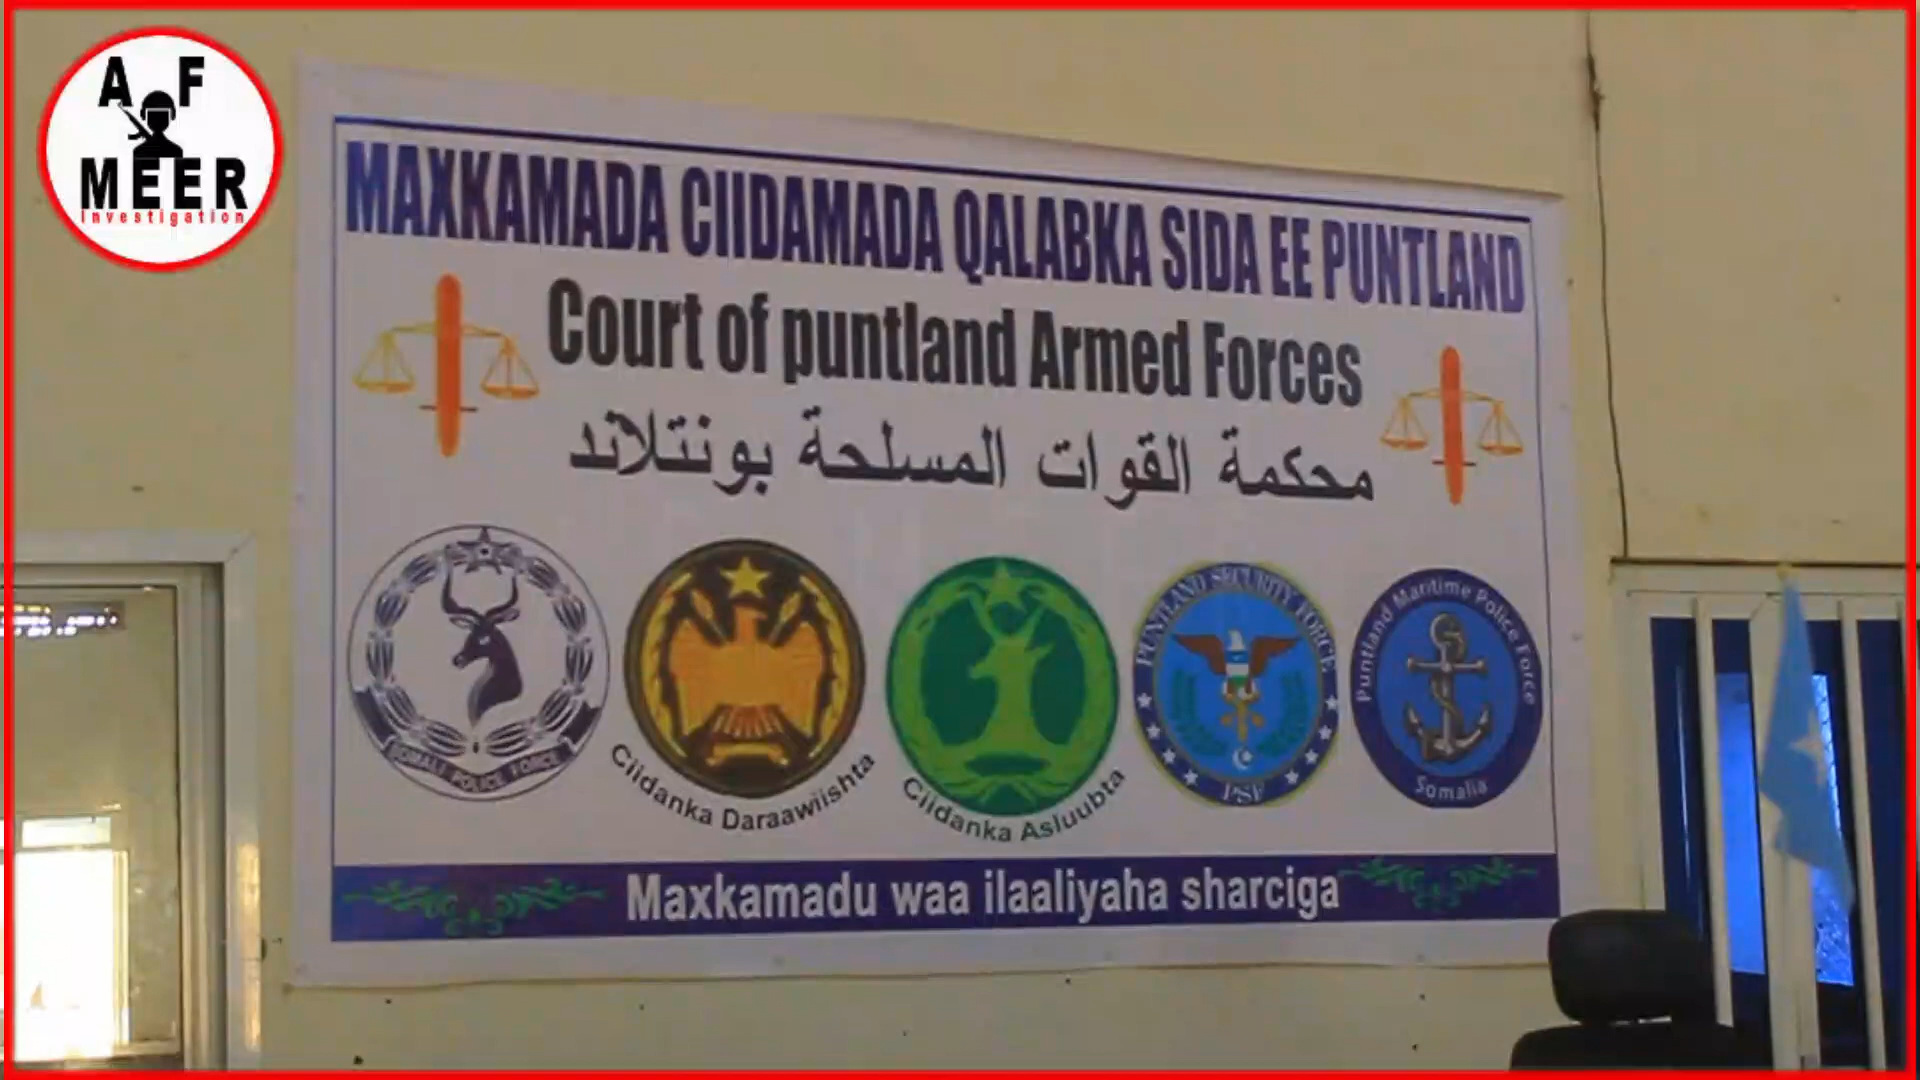 A F
MEER
investigation
MAXKAMADA CIIDAMADA QALABKA SIDA EE PUNTLAND
Court of puntland Armed Forces
محكمة القوات المسلحة بونتلاند
SOMALI POLICE FORCE
Ciidanka Daraawiishta
Ciidanka Asluubta
PUNTLAND SECURITY FORCE
PSF
Puntland Maritime Police Force
Somalia
Maxkamadu waa ilaaliyaha sharciga